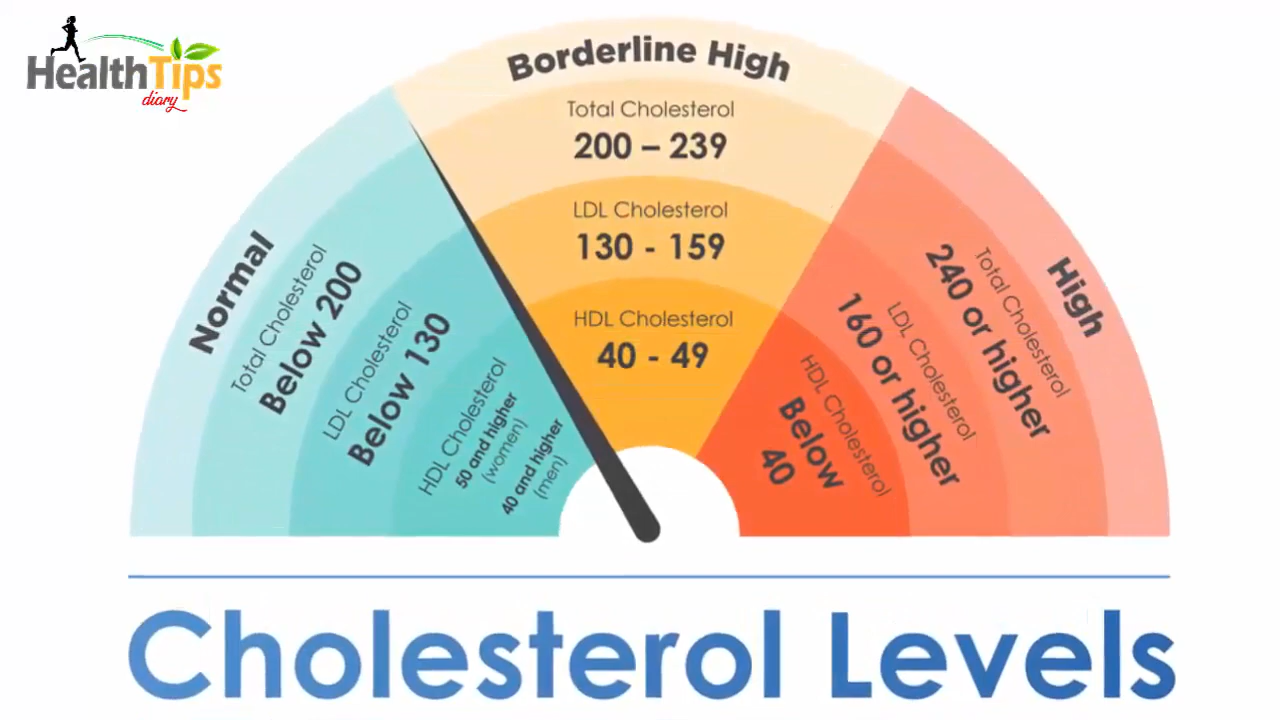 HealthTips
diary
Normal
Total Cholesterol
Below 200
LDL Cholesterol
Below 130
HDL Cholesterol
50 and higher
(women)
40 and higher
(men)
Borderline High
Total Cholesterol
200 – 239
LDL Cholesterol
130 - 159
HDL Cholesterol
40 - 49
High
Total Cholesterol
240 or higher
LDL Cholesterol
160 or higher
HDL Cholesterol
Below
40
Cholesterol Levels